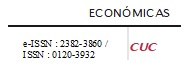 ECONÓMICAS
e-ISSN : 2382-3860 /
ISSN : 0120-3932
CUC